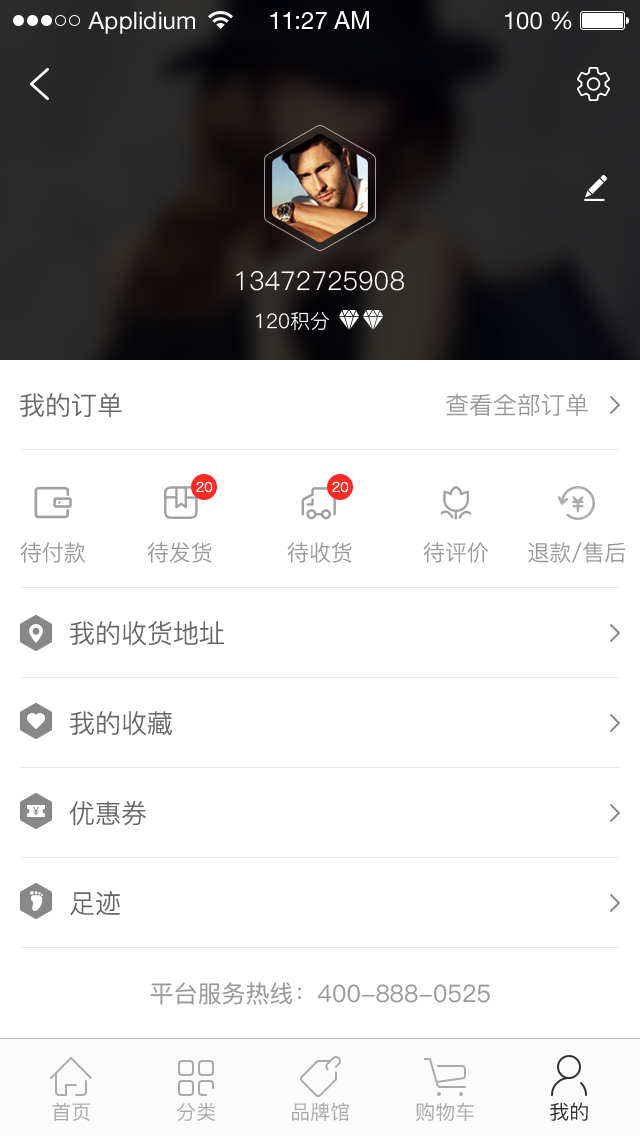 Applidium 11:27 AM 100 %
13472725908
120积分
我的订单 查看全部订单
20 20
待付款 待发货 待收货 待评价 退款/售后
我的收货地址
我的收藏
¥ 优惠券
足迹
平台服务热线：400-888-0525
首页 分类 品牌馆 购物车 我的